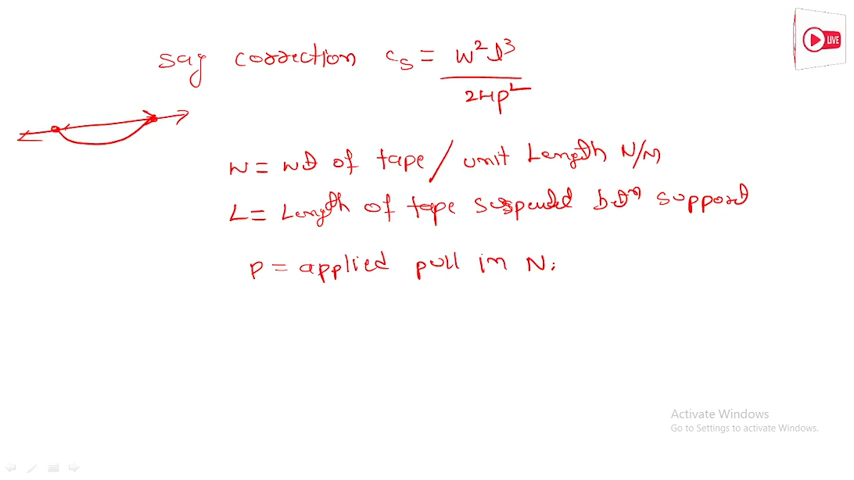 LIVE
sag correction Cs = w²l³ / 24p²
W = wt of tape / unit Length N/M
L = Length of tape suspended btn support
P = applied pull in N.
Activate Windows
Go to Settings to activate Windows.